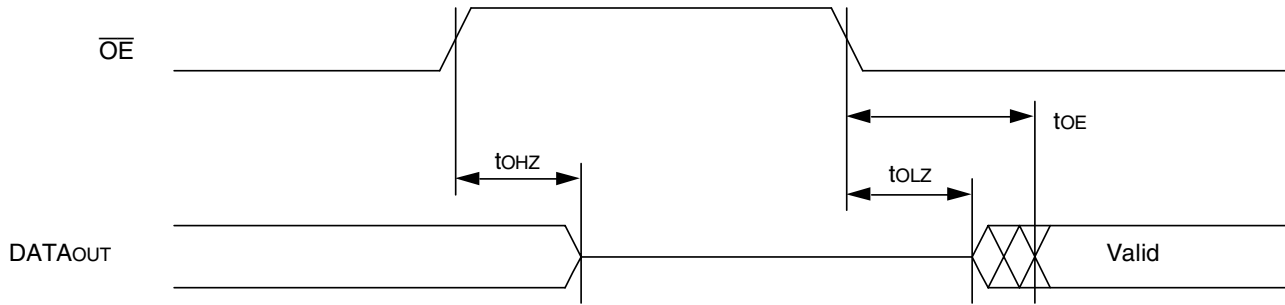 OE
tOE
tOHZ
tOLZ
DATAOUT
Valid